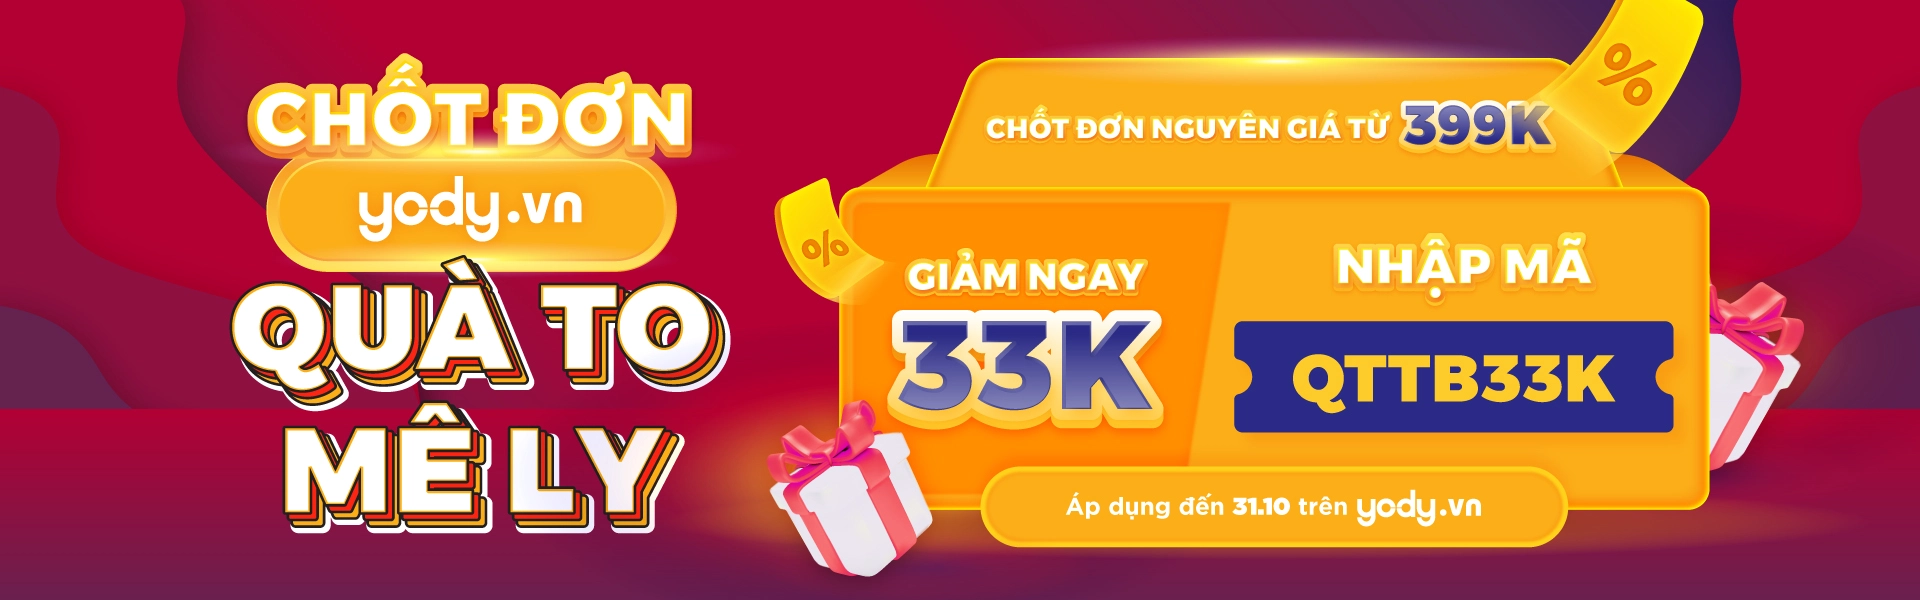 CHỐT ĐƠN
yody.vn
QUÀ TO
MÊ LY
CHỐT ĐƠN NGUYÊN GIÁ TỪ 399K
%
%
GIẢM NGAY
33K
NHẬP MÃ
QTTB33K
Áp dụng đến 31.10 trên yody.vn